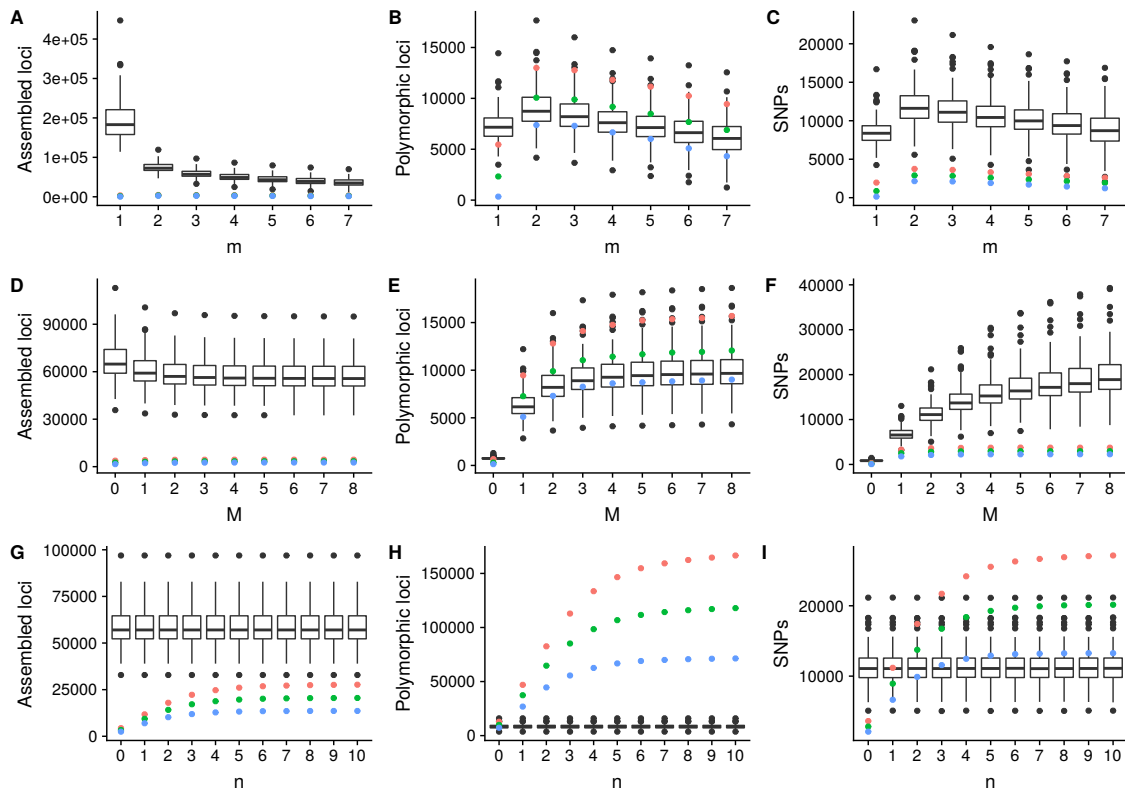 A
Assembled loci
4e+05
3e+05
2e+05
1e+05
0e+00
1 2 3 4 5 6 7
m
B
Polymorphic loci
15000
10000
5000
0
1 2 3 4 5 6 7
m
C
SNPs
20000
15000
10000
5000
0
1 2 3 4 5 6 7
m
D
Assembled loci
90000
60000
30000
0
0 1 2 3 4 5 6 7 8
M
E
Polymorphic loci
15000
10000
5000
0
0 1 2 3 4 5 6 7 8
M
F
SNPs
40000
30000
20000
10000
0
0 1 2 3 4 5 6 7 8
M
G
Assembled loci
100000
75000
50000
25000
0
0 1 2 3 4 5 6 7 8 9 10
n
H
Polymorphic loci
150000
100000
50000
0
0 1 2 3 4 5 6 7 8 9 10
n
I
SNPs
20000
10000
0
0 1 2 3 4 5 6 7 8 9 10
n